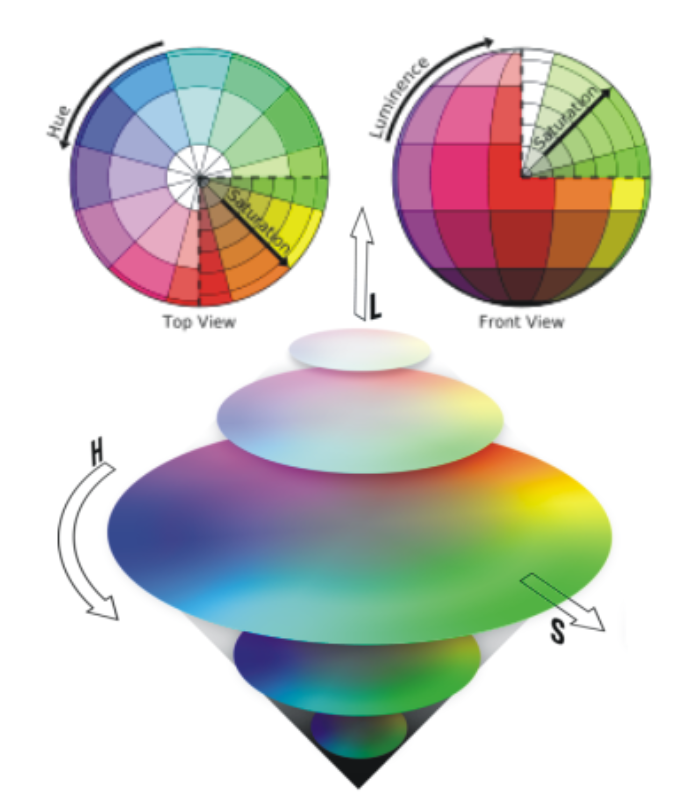 Hue
Saturation
Top View
Luminence
Saturation
Front View
L
H
S